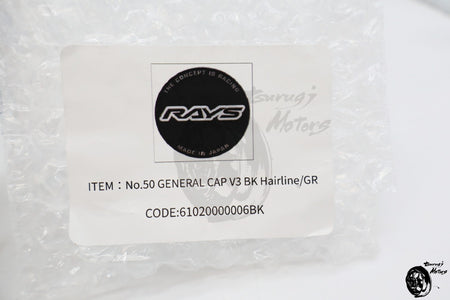 THE CONCEPT IS RACING
RAYS
MADE IN JAPAN
Tsurugi
Motors
ITEM：No.50 GENERAL CAP V3 BK Hairline/GR
CODE:61020000006BK
Tsurugi
Motors